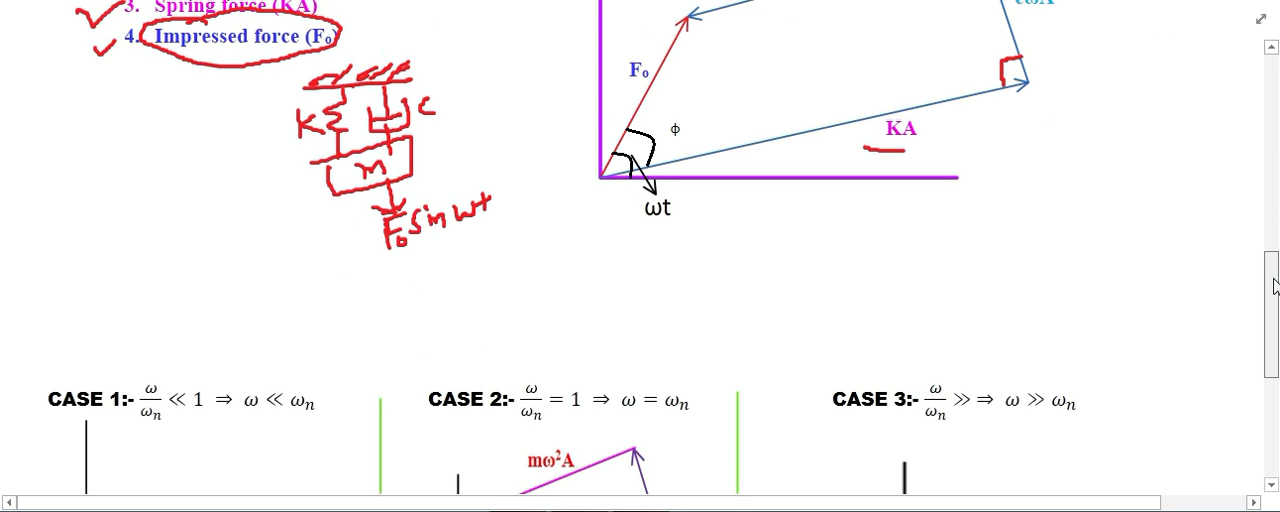 3. Spring force (KA)
4. Impressed force (F₀)
K
C
m
F₀ sin ωt
cωA
F₀
ϕ
KA
ωt
CASE 1:- ω/ωₙ ≪ 1 ⇒ ω ≪ ωₙ
CASE 2:- ω/ωₙ = 1 ⇒ ω = ωₙ
CASE 3:- ω/ωₙ ≫⇒ ω ≫ ωₙ
mω²A